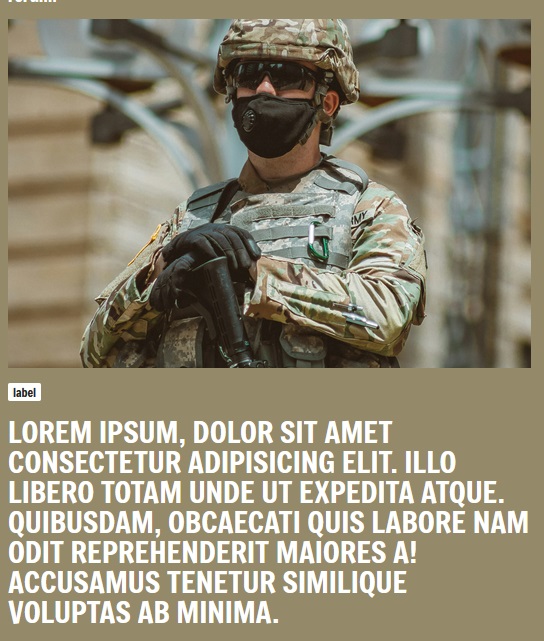 label
LOREM IPSUM, DOLOR SIT AMET
CONSECTETUR ADIPISICING ELIT. ILLO
LIBERO TOTAM UNDE UT EXPEDITA ATQUE.
QUIBUSDAM, OBCAECATI QUIS LABORE NAM
ODIT REPREHENDERIT MAIORES A!
ACCUSAMUS TENETUR SIMILIQUE
VOLUPTAS AB MINIMA.